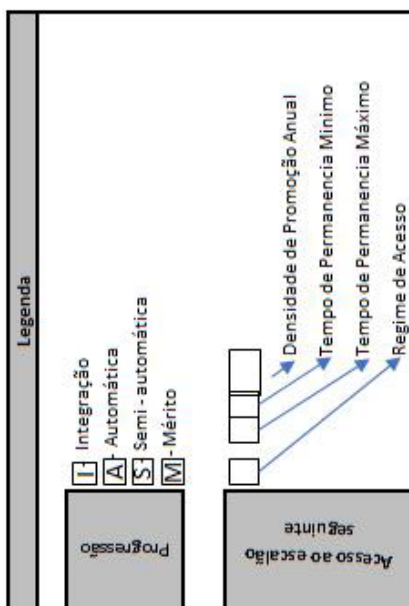 Legenda
Progressão
I - Integração
A - Automática
S - Semi - automática
M - Mérito
Acesso ao escalão
seguinte
Densidade de Promoção Anual
Tempo de Permanencia Minimo
Tempo de Permanencia Máximo
Regime de Acesso